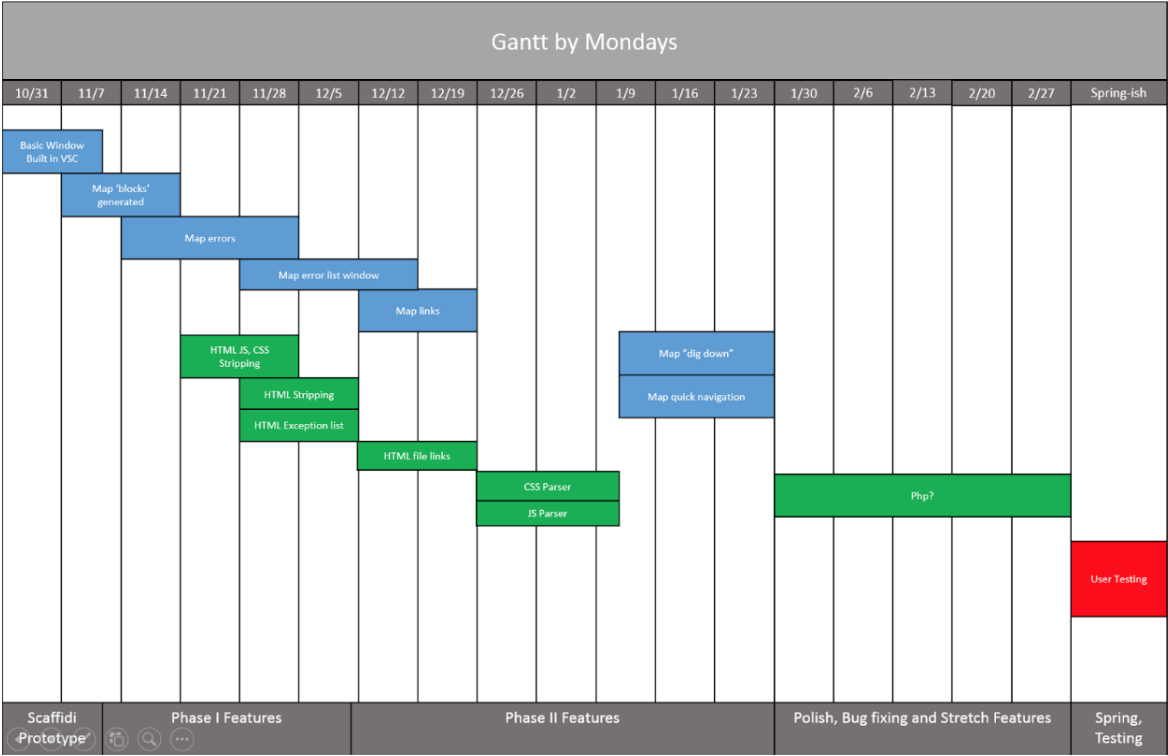 Gantt by Mondays
10/31 11/7 11/14 11/21 11/28 12/5 12/12 12/19 12/26 1/2 1/9 1/16 1/23 1/30 2/6 2/13 2/20 2/27 Spring-ish
Basic Window
Built in VSC
Map ‘blocks’
generated
Map errors
Map error list window
Map links
HTML JS, CSS
Stripping
Map “dig down”
HTML Stripping
Map quick navigation
HTML Exception list
HTML file links
CSS Parser
Php?
JS Parser
User Testing
Scaffidi
Prototype
Phase I Features
Phase II Features
Polish, Bug fixing and Stretch Features
Spring,
Testing